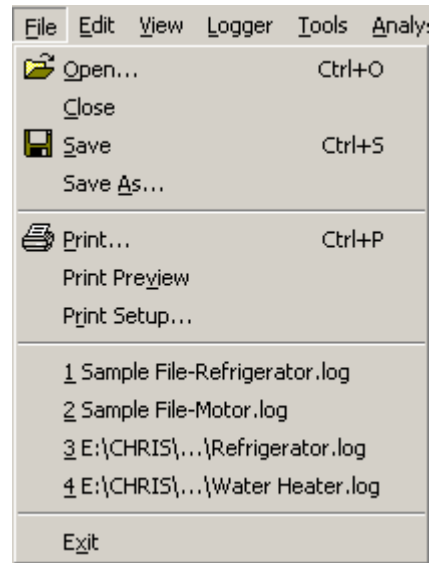 File Edit View Logger Tools Analy
Open... Ctrl+O
Close
Save Ctrl+S
Save As...
Print... Ctrl+P
Print Preview
Print Setup...
1 Sample File-Refrigerator.log
2 Sample File-Motor.log
3 E:\CHRIS\...\Refrigerator.log
4 E:\CHRIS\...\Water Heater.log
Exit